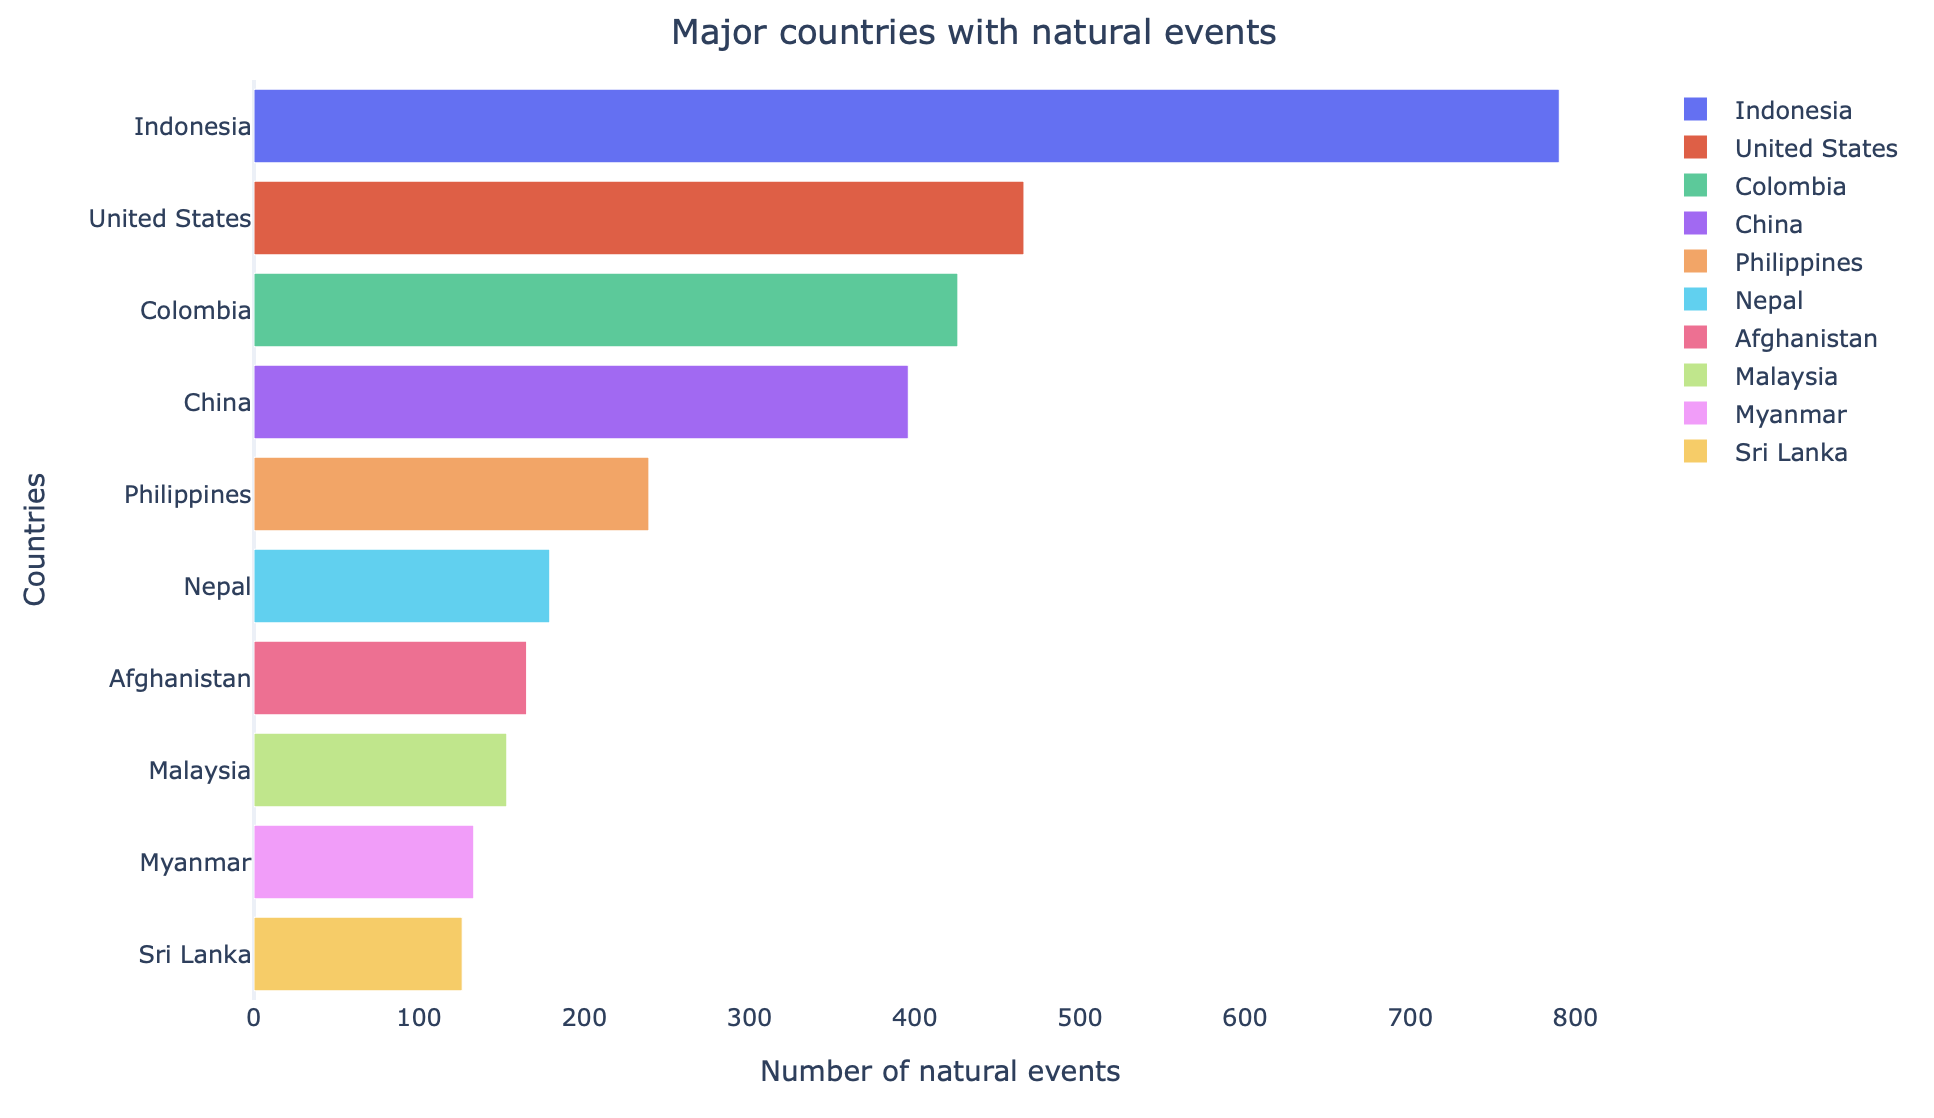 Major countries with natural events
Indonesia
United States
Colombia
China
Philippines
Nepal
Afghanistan
Malaysia
Myanmar
Sri Lanka
Countries
0 100 200 300 400 500 600 700 800
Number of natural events
Indonesia
United States
Colombia
China
Philippines
Nepal
Afghanistan
Malaysia
Myanmar
Sri Lanka